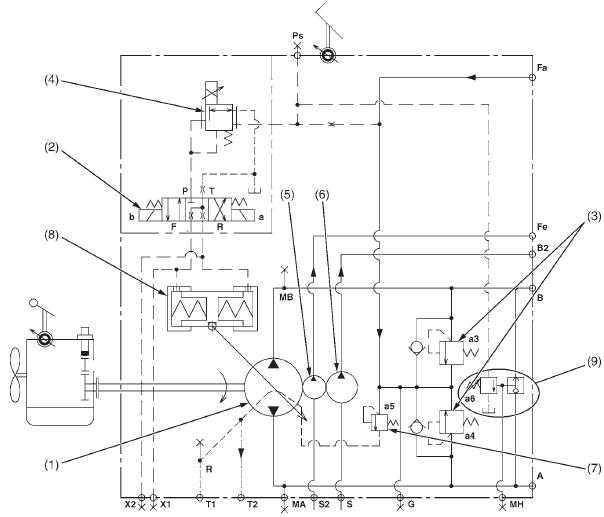 Ps
Fa
(4)
(2)
P T
b a
F R
(5) (6)
(3)
Fe
B2
(8)
MB B
a3
(9)
a6
a5
a4
(1)
(7)
R
A
X2 X1 T1 T2 MA S2 S G MH